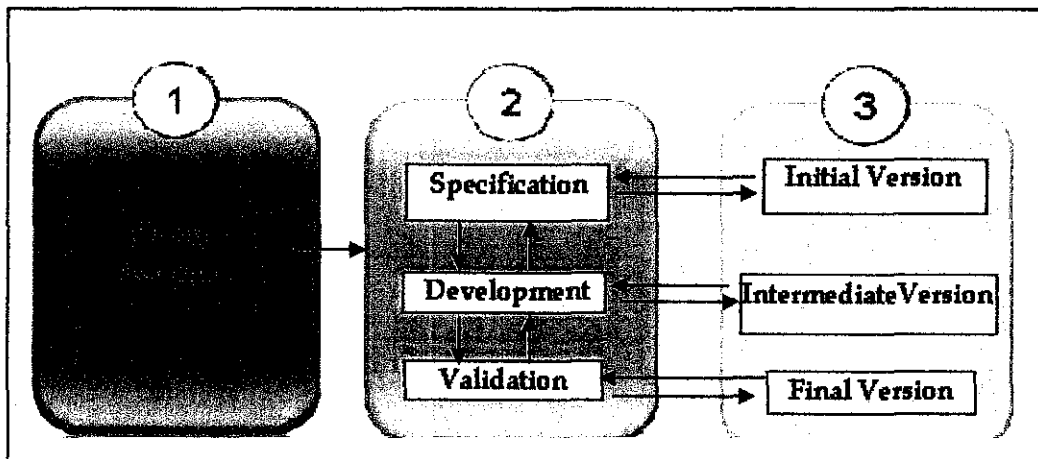 1
2
3
Specification
Development
Validation
Initial Version
IntermediateVersion
Final Version